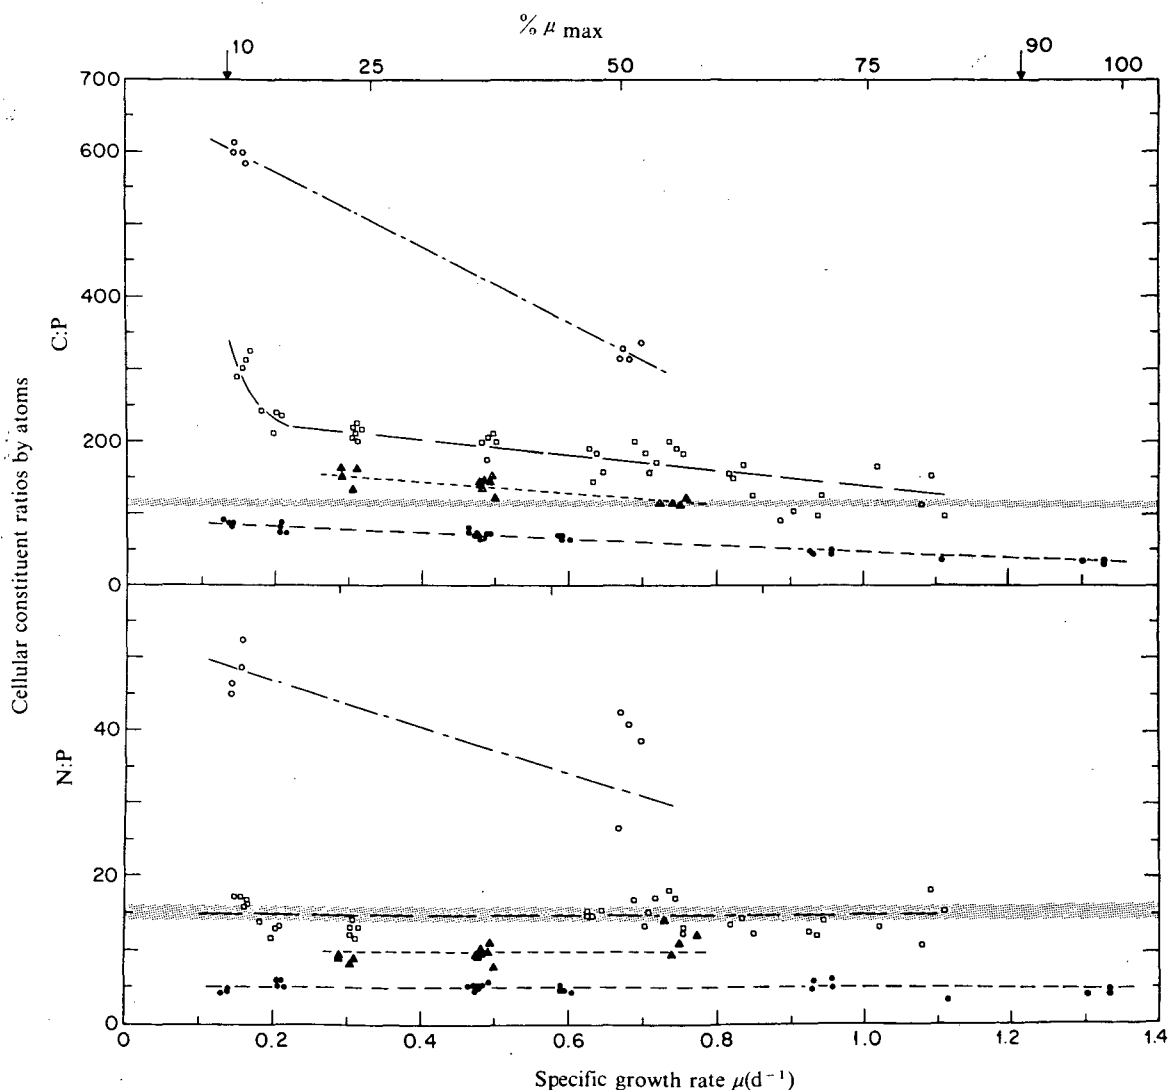 % μ max
10 25 50 75 90 100
700
600
400
200
0
C:P
Cellular constituent ratios by atoms
40
20
0
N:P
0 0.2 0.4 0.6 0.8 1.0 1.2 1.4
Specific growth rate μ(d⁻¹)